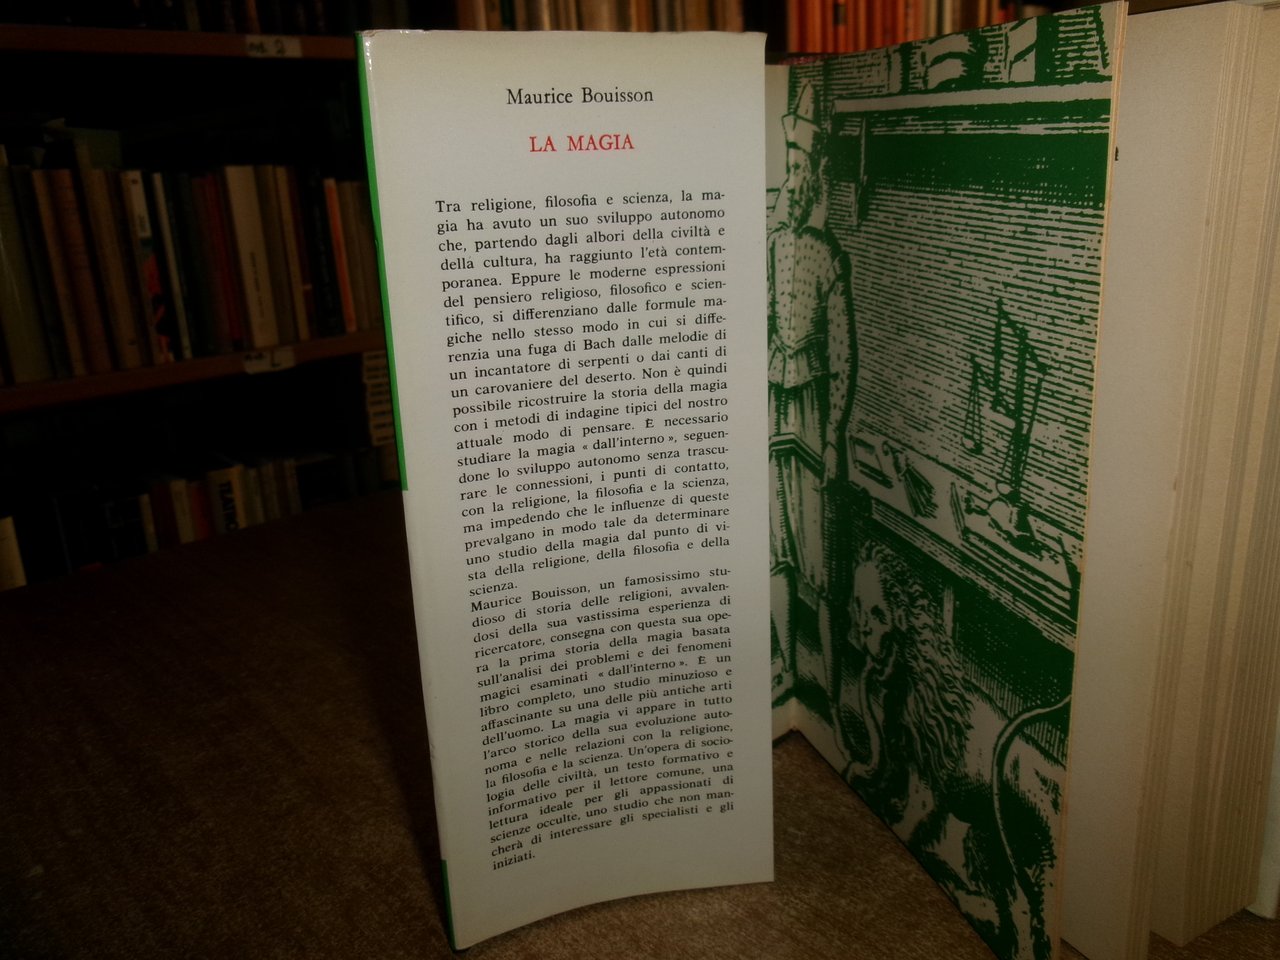 Maurice Bouisson
LA MAGIA
Tra religione, filosofia e scienza, la ma-
gia ha avuto un suo sviluppo autonomo
che, partendo dagli albori della civiltà e
della cultura, ha raggiunto l'età contem-
poranea. Eppure le moderne espressioni
del pensiero religioso, filosofico e scien-
tifico, si differenziano dalle formule ma-
giche nello stesso modo in cui si diffe-
renzia una fuga di Bach dalle melodie di
un incantatore di serpenti o dai canti di
un carovaniere del deserto. Non è quindi
possibile ricostruire la storia della magia
con i metodi di indagine tipici del nostro
attuale modo di pensare. È necessario
studiare la magia « dall'interno », seguen-
done lo sviluppo autonomo senza trascu-
rare le connessioni, i punti di contatto,
con la religione, la filosofia e la scienza,
ma impedendo che le influenze di queste
prevalgano in modo tale da determinare
uno studio della magia dal punto di vi-
sta della religione, della filosofia e della
scienza.
Maurice Bouisson, un famosissimo stu-
dioso di storia delle religioni, avvalen-
dosi della sua vastissima esperienza di
ricercatore, consegna con questa sua ope-
ra la prima storia della magia basata
sull'analisi dei problemi e dei fenomeni
magici esaminati « dall'interno ». È un
libro completo, uno studio minuzioso e
affascinante su una delle più antiche arti
dell'uomo. La magia vi appare in tutto
l'arco storico della sua evoluzione auto-
noma e nelle relazioni con la religione,
la filosofia e la scienza. Un'opera di socio-
logia delle civiltà, un testo formativo e
informativo per il lettore comune, una
lettura ideale per gli appassionati di
scienze occulte, uno studio che non man-
cherà di interessare gli specialisti e gli
iniziati.